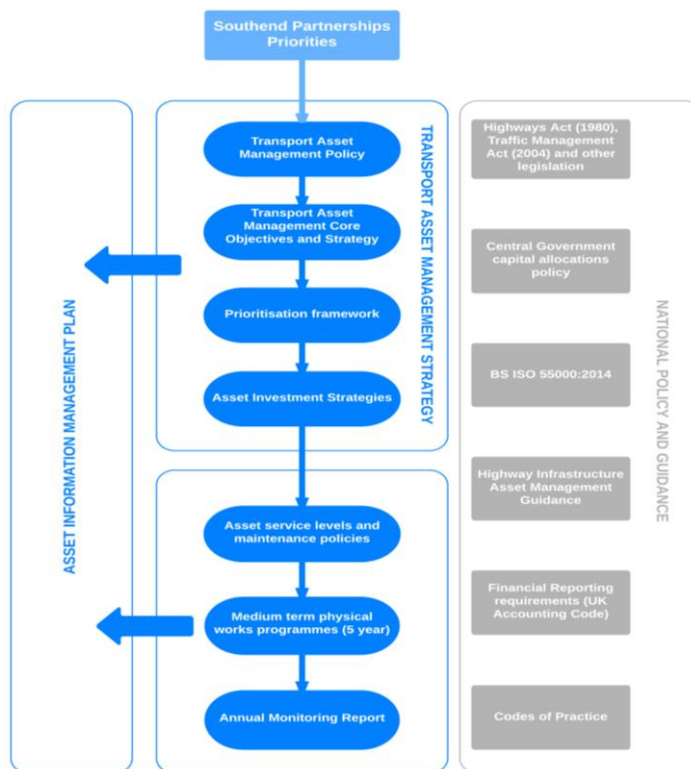 Southend Partnerships
Priorities
ASSET INFORMATION MANAGEMENT PLAN
TRANSPORT ASSET MANAGEMENT STRATEGY
Transport Asset
Management Policy
Transport Asset
Management Core
Objectives and Strategy
Prioritisation framework
Asset Investment Strategies
Asset service levels and
maintenance policies
Medium term physical
works programmes (5 year)
Annual Monitoring Report
Highways Act (1980),
Traffic Management
Act (2004) and other
legislation
Central Government
capital allocations
policy
BS ISO 55000:2014
Highway Infrastructure
Asset Management
Guidance
Financial Reporting
requirements (UK
Accounting Code)
Codes of Practice
NATIONAL POLICY AND GUIDANCE